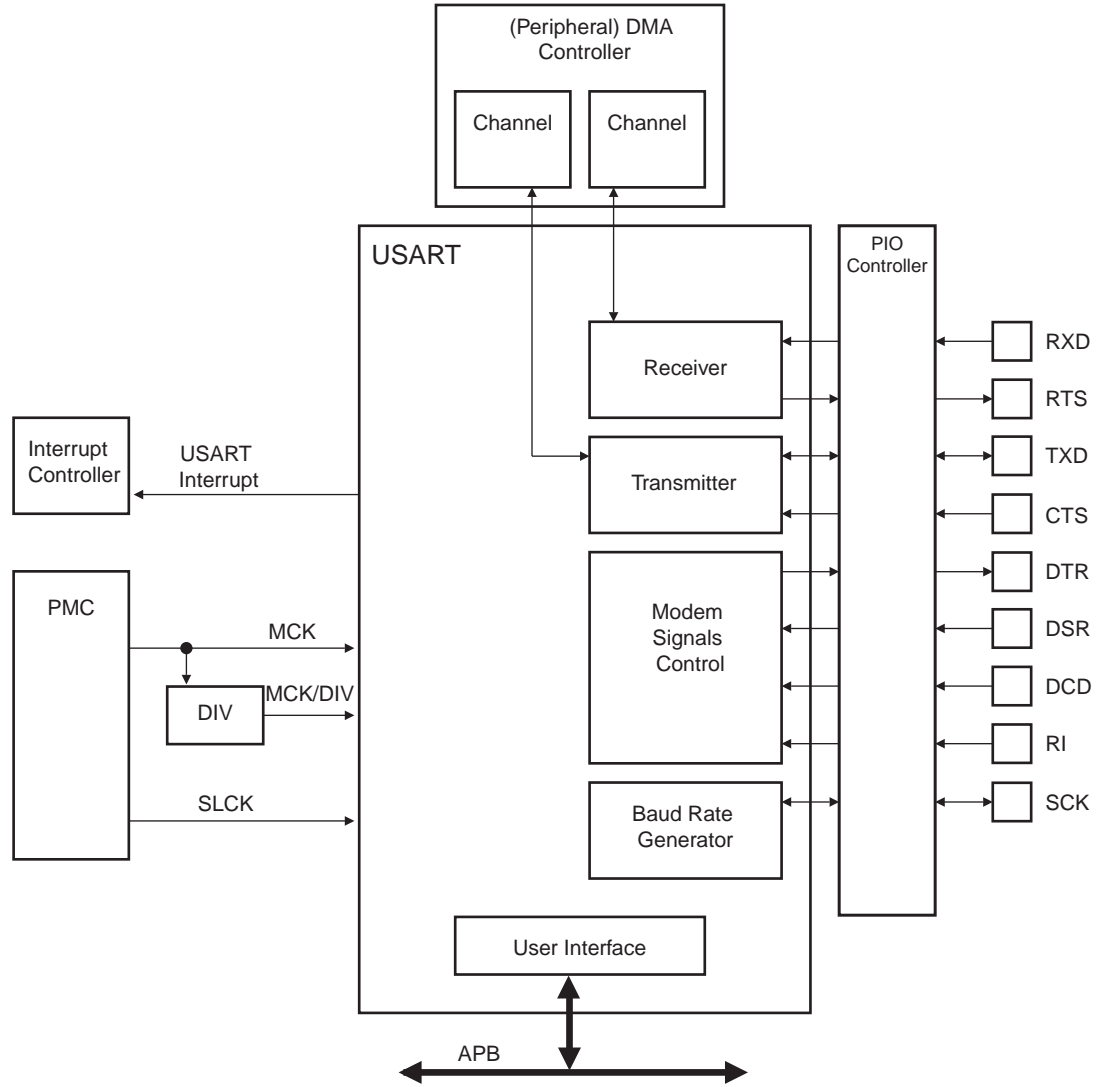 (Peripheral) DMA
Controller
Channel
Channel
USART
PIO
Controller
Receiver
RXD
RTS
Interrupt
Controller
USART
Interrupt
Transmitter
TXD
CTS
PMC
MCK
DIV
MCK/DIV
SLCK
Modem
Signals
Control
DTR
DSR
DCD
RI
Baud Rate
Generator
SCK
User Interface
APB